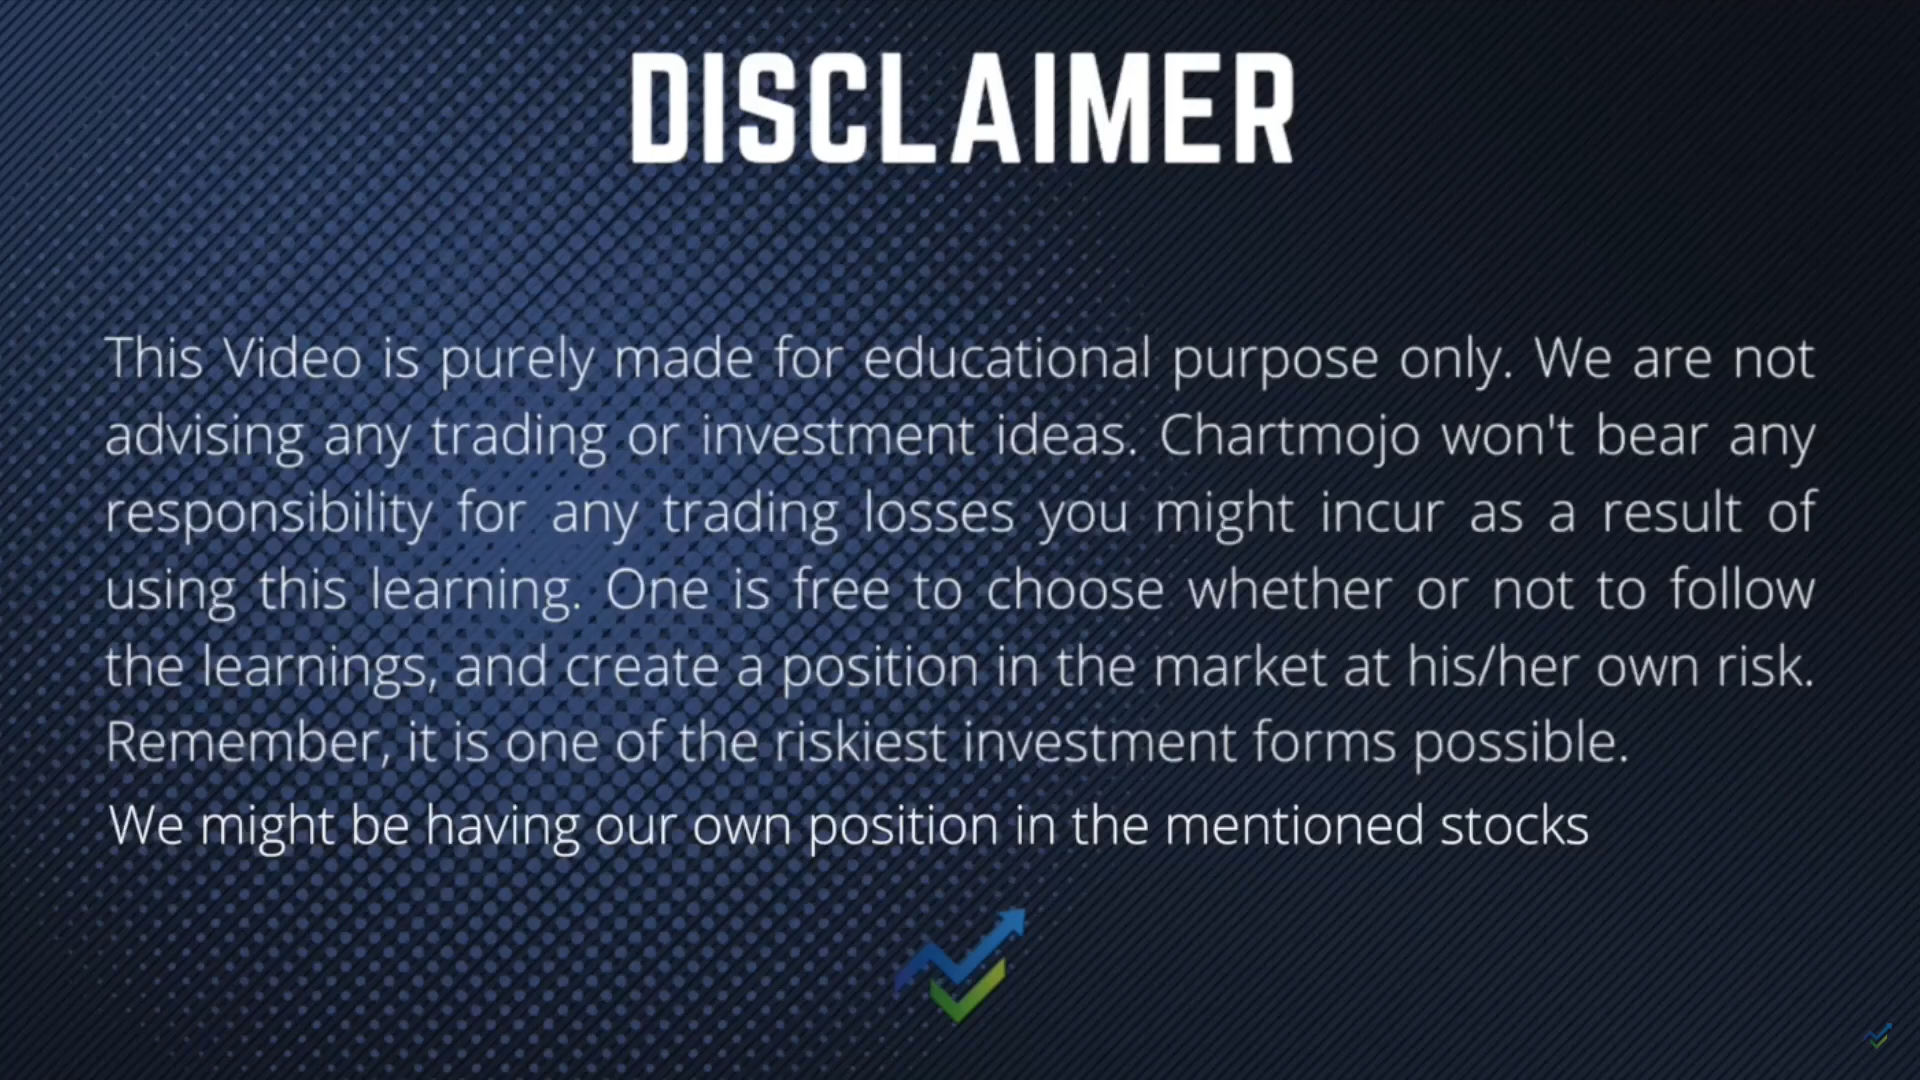 DISCLAIMER
This Video is purely made for educational purpose only. We are not
advising any trading or investment ideas. Chartmojo won't bear any
responsibility for any trading losses you might incur as a result of
using this learning. One is free to choose whether or not to follow
the learnings, and create a position in the market at his/her own risk.
Remember, it is one of the riskiest investment forms possible.
We might be having our own position in the mentioned stocks